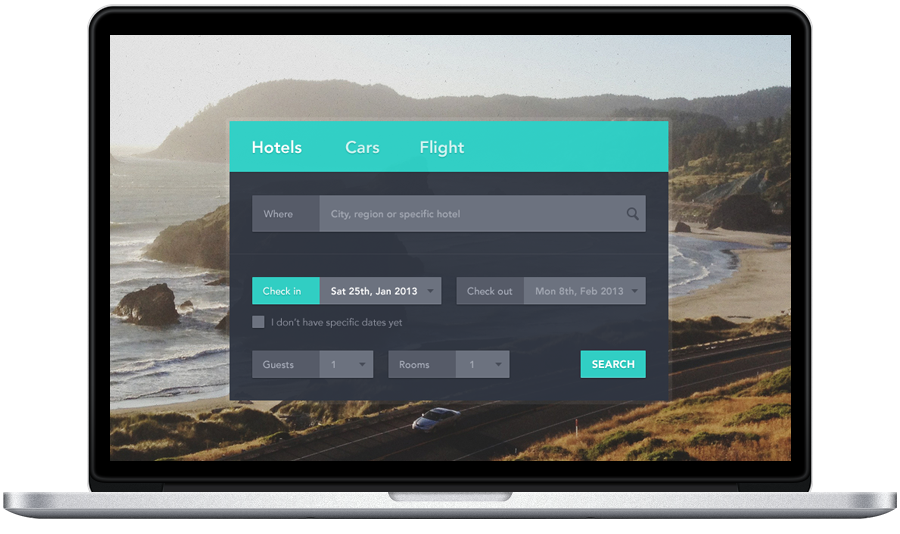 Hotels Cars Flight
Where City, region or specific hotel
Check in Sat 25th, Jan 2013 Check out Mon 8th, Feb 2013
I don't have specific dates yet
Guests 1 Rooms 1 SEARCH